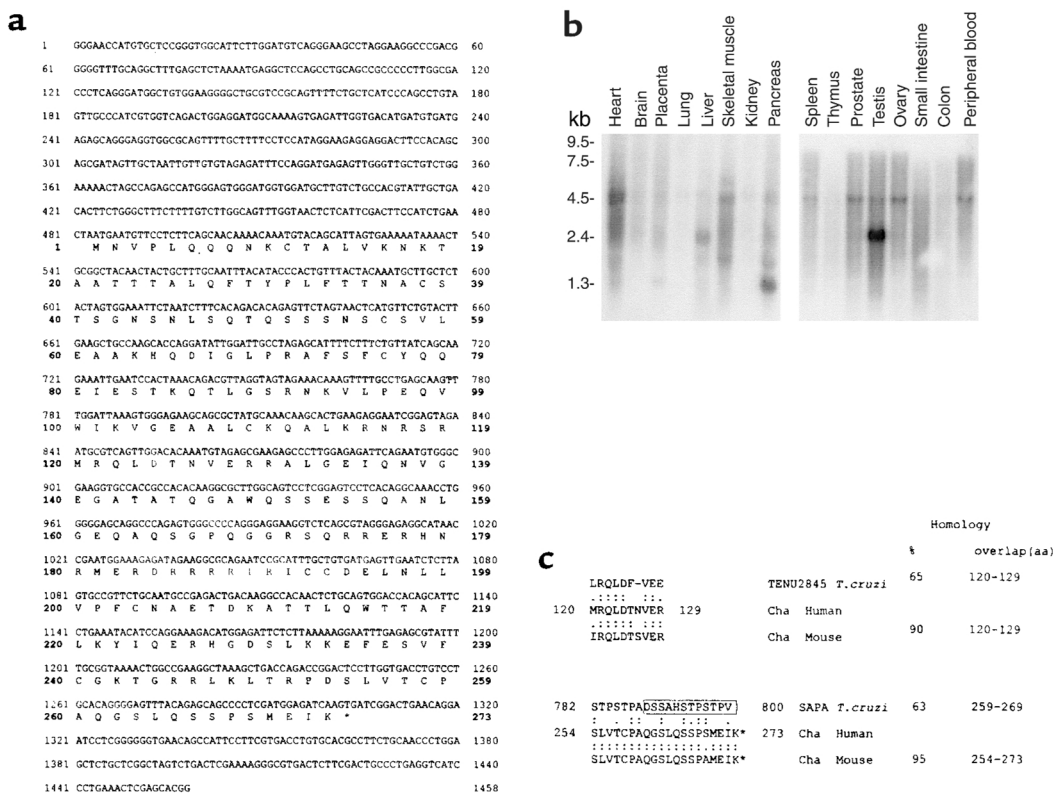 a
1 GGGAACCATGTGCTCCGGGTGGCATTCTTGGATGTCAGGGAAGCCTAGGAAGGCCCGACG 60
61 GGGGTTTGCAGGCTTTGAGCTCTAAAATGAGGCTCCAGCCTGCAGCCGCCCCCTTGGCGA 120
121 CCCTCAGGGATGGCTGTGGAAGGGGCTGCGTCCGCAGTTTTCTGCTCATCCCAGCCTGTA 180
181 GTTGCCCATCGTGGTCAGACTGGAGGATGGCAAAAGTGAGATTGGTGACATGATGTGATG 240
241 AGAGCAGGGAGGTGGCGCAGTTTTGCTTTTCCTCCATAGGAAGAGGAGGACTTCCACAGC 300
301 AGCGATAGTTGCTAATTGTTGTGTAGAGATTTCCAGGATGAGAGTTGGGTTGCTGTCTGG 360
361 AAAAACTAGCCAGAGCCATGGGAGTGGGATGGTGGATGCTTGTCTGCCACGTATTGCTGA 420
421 CACTTCTGGGCTTTCTTTTGTCTTGGCAGTTTGGTAACTCTCATTCGACTTCCATCTGAA 480
481 CTAATGAATGTTCCTCTTCAGCAACAAAACAAATGTACAGCATTAGTGAAAAATAAAACT 540
1 M N V P L Q Q Q N K C T A L V K N K T 19
541 GCGGCTACAACTACTGCTTTGCAATTTACATACCCACTGTTTACTACAAATGCTTGCTCT 600
20 A A T T T A L Q F T Y P L F T T N A C S 39
601 ACTAGTGGAAATTCTAATCTTTCACAGACACAGAGTTCTAGTAACTCATGTTCTGTACTT 660
40 T S G N S N L S Q T Q S S S N S C S V L 59
661 GAAGCTGCCAAGCACCAGGATATTGGATTGCCTAGAGCATTTTCTTTCTGTTATCAGCAA 720
60 E A A K H Q D I G L P R A F S F C Y Q Q 79
721 GAAATTGAATCCACTAAACAGACGTTAGGTAGTAGAAACAAAGTTTTGCCTGAGCAAGTT 780
80 E I E S T K Q T L G S R N K V L P E Q V 99
781 TGGATTAAAGTGGGAGAAGCAGCGCTATGCAAACAAGCACTGAAGAGGAATCGGAGTAGA 840
100 W I K V G E A A L C K Q A L K R N R S R 119
841 ATGCGTCAGTTGGACACAAATGTAGAGCGAAGAGCCCTTGGAGAGATTCAGAATGTGGGC 900
120 M R Q L D T N V E R R A L G E I Q N V G 139
901 GAAGGTGCCACCGCCACACAAGGCGCTTGGCAGTCCTCGGAGTCCTCACAGGCAAACCTG 960
140 E G A T A T Q G A W Q S S E S S Q A N L 159
961 GGGGAGCAGGCCCAGAGTGGGCCCCAGGGAGGAAGGTCTCAGCGTAGGGAGAGGCATAAC 1020
160 G E Q A Q S G P Q G G R S Q R R E R H N 179
1021 CGAATGGAAAGAGATAGAAGGCGCAGAATCCGCATTTGCTGTGATGAGTTGAATCTCTTA 1080
180 R M E R D R R R R I R I C C D E L N L L 199
1081 GTGCCGTTCTGCAATGCCGAGACTGACAAGGCCACAACTCTGCAGTGGACCACAGCATTC 1140
200 V P F C N A E T D K A T T L Q W T T A F 219
1141 CTGAAATACATCCAGGAAAGACATGGAGATTCTCTTAAAAAGGAATTTGAGAGCGTATTT 1200
220 L K Y I Q E R H G D S L K K E F E S V F 239
1201 TGCGGTAAAACTGGCCGAAGGCTAAAGCTGACCAGACCGGACTCCTTGGTGACCTGTCCT 1260
240 C G K T G R R L K L T R P D S L V T C P 259
1261 GCACAGGGGAGTTTACAGAGCAGCCCCTCGATGGAGATCAAGTGATCGGACTGAACAGGA 1320
260 A Q G S L Q S S P S M E I K * 273
1321 ATCCTCGGGGGGTGAACAGCCATTCCTTCGTGACCTGTGCACGCCTTCTGCAACCCTGGA 1380
1381 GCTCTGCTCGGCTAGTCTGACTCGAAAAGGGCGTGACTCTTCGACTGCCCTGAGGTCATC 1440
1441 CCTGAAACTCGAGCACGG 1458
b
kb Heart Brain Placenta Lung Liver Skeletal muscle Kidney Pancreas Spleen Thymus Prostate Testis Ovary Small intestine Colon Peripheral blood
9.5-
7.5-
4.5-
2.4-
1.3-
c
Homology
% overlap(aa)
LRQLDF-VEE TENU2845 T.cruzi 65 120-129
120 MRQLDTNVER 129 Cha Human
IRQLDTSVER Cha Mouse 90 120-129
782 STPSTPADSSAHSTPSTPV 800 SAPA T.cruzi 63 259-269
254 SLVTCPAQGSLQSSPSMEIK* 273 Cha Human
SLVTCPAQGSLQSSPAMEIK* Cha Mouse 95 254-273